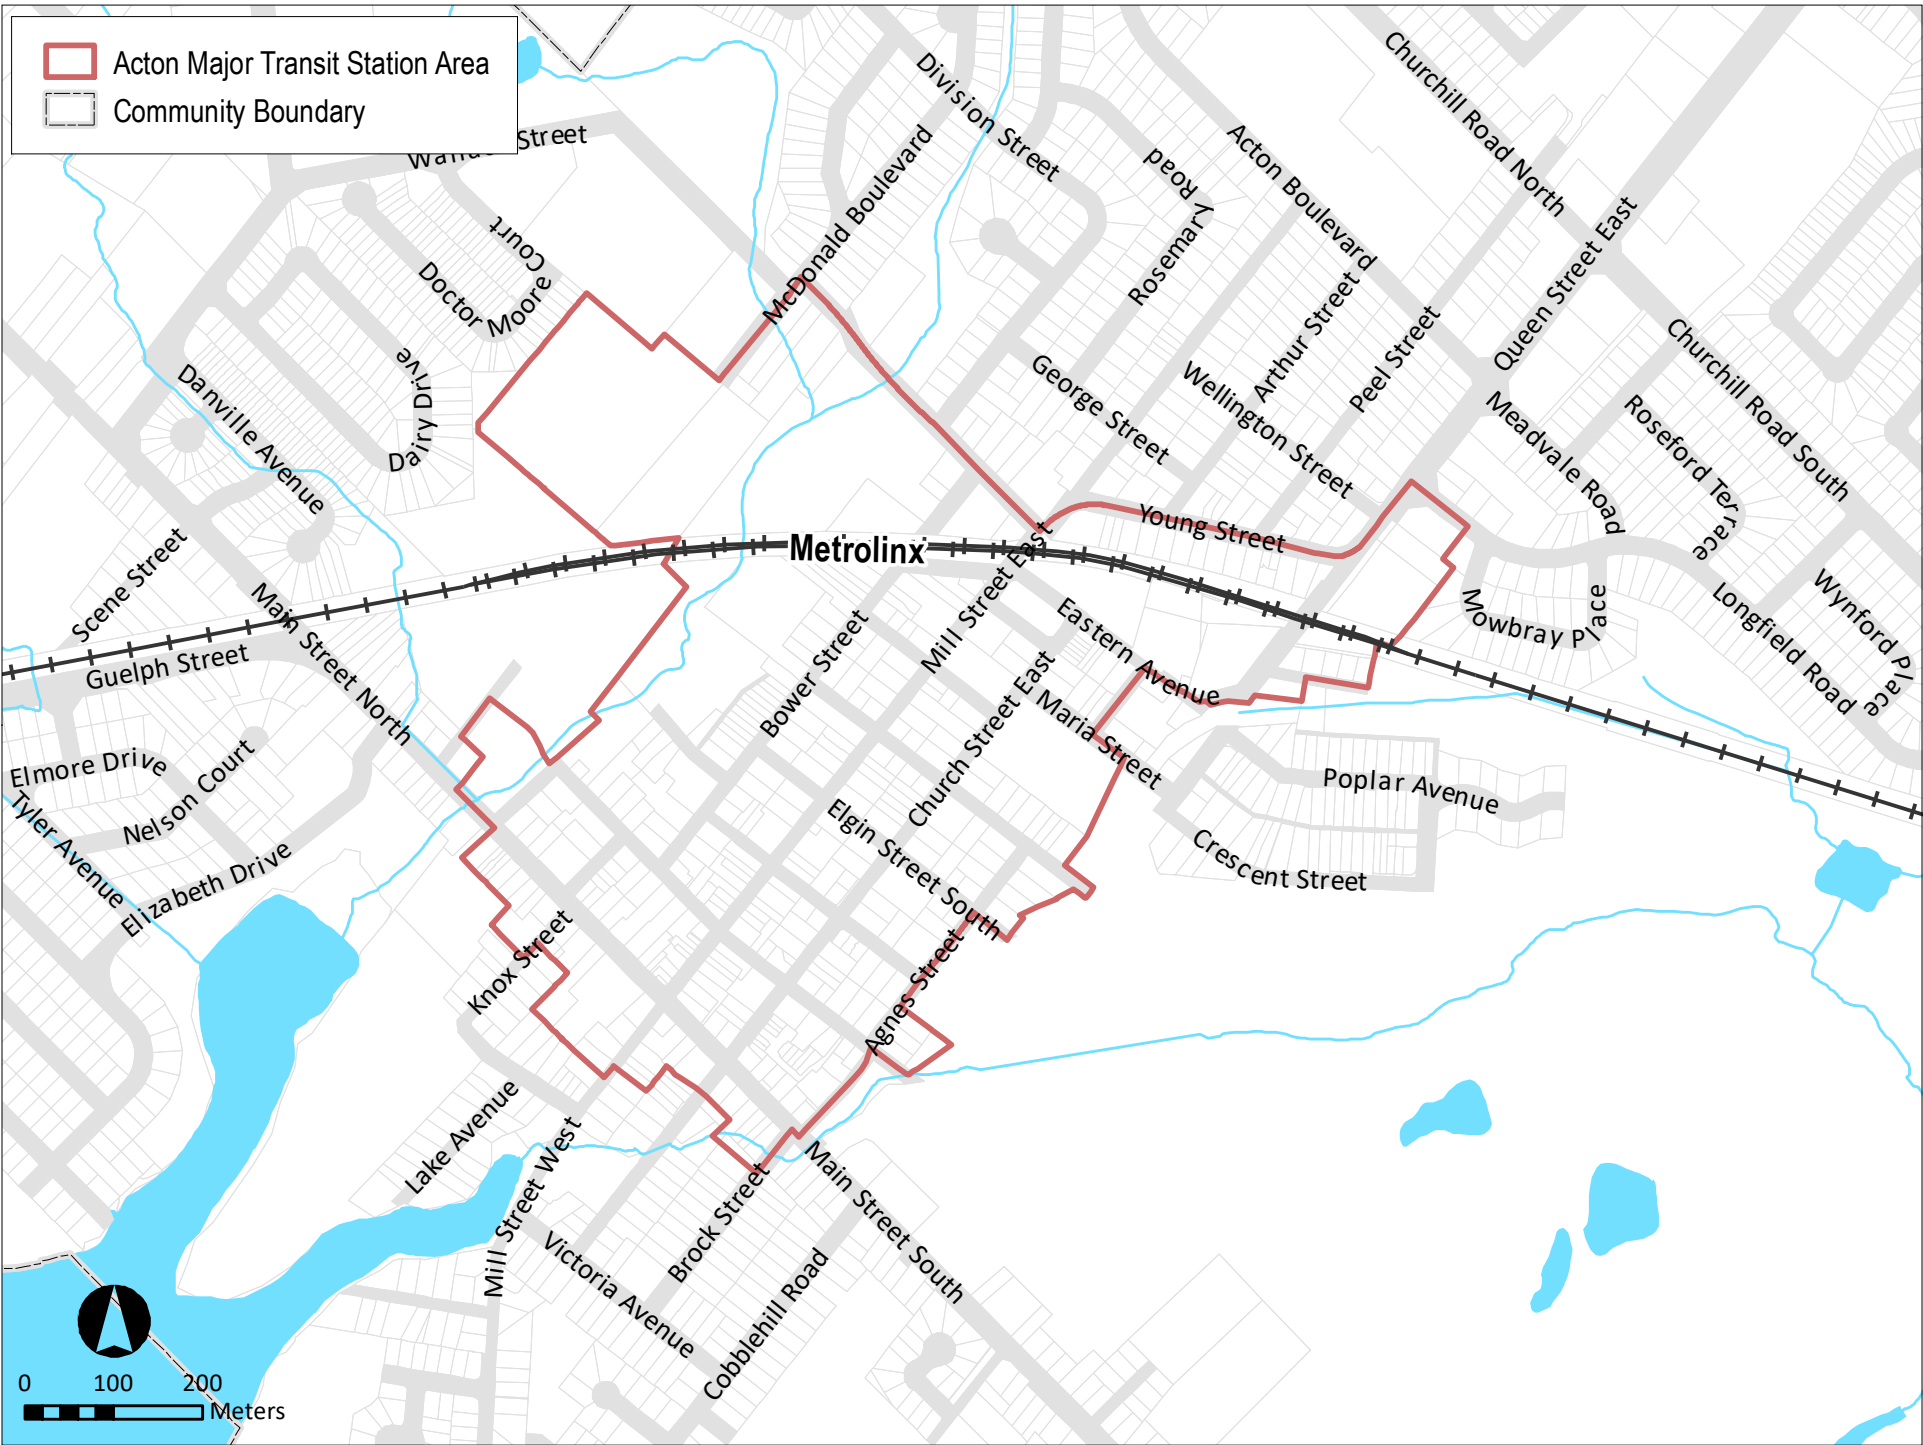 Acton Major Transit Station Area
Community Boundary
Street
Division Street
Churchill Road North
McDonald Boulevard
Rosemary Road
Acton Boulevard
Queen Street East
Doctor Moore Court
Arthur Street
Peel Street
Churchill Road South
Dairy Drive
Danville Avenue
George Street
Wellington Street
Meadvale Road
Roseford Terrace
Young Street
Metrolinx
Scene Street
Main Street North
Guelph Street
Mill Street East
Eastern Avenue
Mowbray Place
Longfield Road
Wynford Place
Bower Street
Church Street East
Maria Street
Elmore Drive
Nelson Court
Tyler Avenue
Elizabeth Drive
Poplar Avenue
Crescent Street
Elgin Street South
Knox Street
Agnes Street
Lake Avenue
Mill Street West
Main Street South
Brock Street
Victoria Avenue
Cobblehill Road
0 100 200
Meters